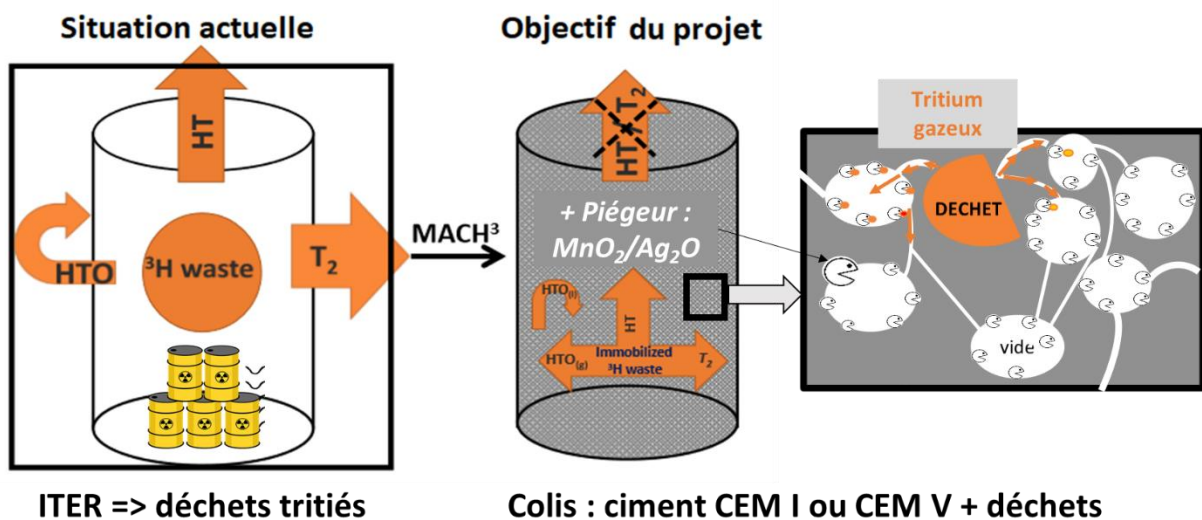 Situation actuelle
HT
HTO
³H waste
T₂
ITER => déchets tritiés
MACH³
Objectif du projet
HT/T₂
+ Piégeur :
MnO₂/Ag₂O
HTO₍ₗ₎
HT
HTO₍g₎
Immobilized
³H waste
T₂
Colis : ciment CEM I ou CEM V + déchets
Tritium
gazeux
DECHET
vide